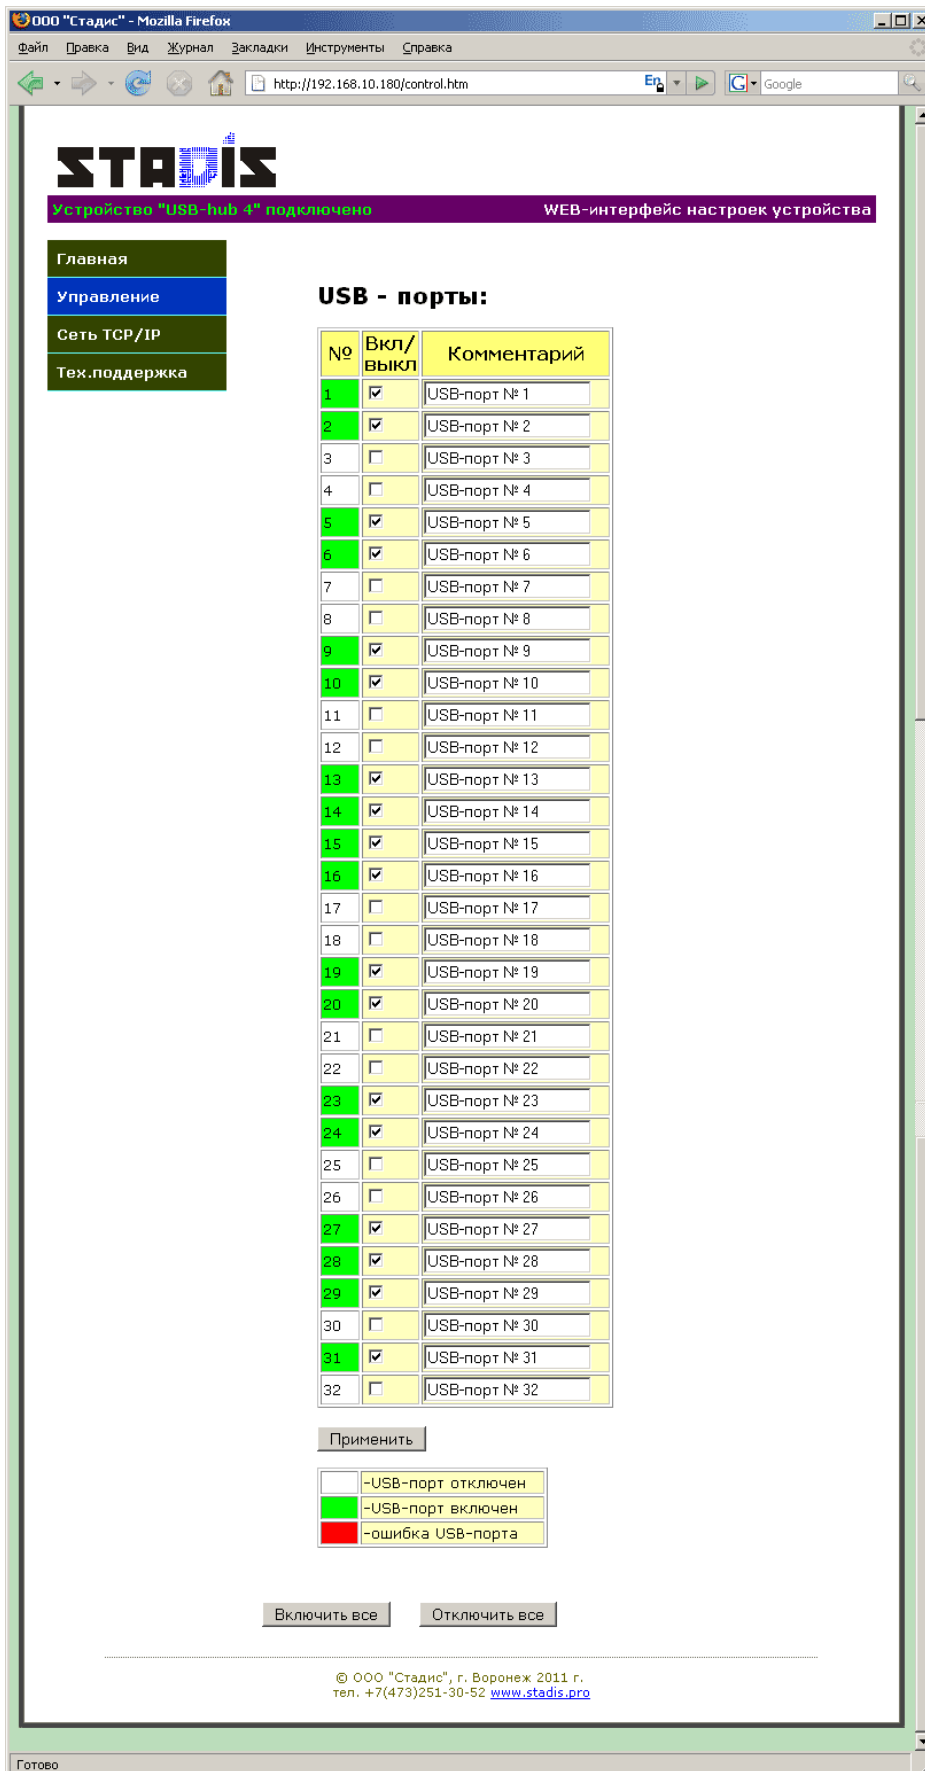 ООО "Стадис" - Mozilla Firefox
Файл Правка Вид Журнал Закладки Инструменты Справка
http://192.168.10.180/control.htm En G Google
STADIS
Устройство "USB-hub 4" подключено WEB-интерфейс настроек устройства
Главная
Управление
Сеть TCP/IP
Тех.поддержка
USB - порты:
№ Вкл/выкл Комментарий
1 USB-порт № 1
2 USB-порт № 2
3 USB-порт № 3
4 USB-порт № 4
5 USB-порт № 5
6 USB-порт № 6
7 USB-порт № 7
8 USB-порт № 8
9 USB-порт № 9
10 USB-порт № 10
11 USB-порт № 11
12 USB-порт № 12
13 USB-порт № 13
14 USB-порт № 14
15 USB-порт № 15
16 USB-порт № 16
17 USB-порт № 17
18 USB-порт № 18
19 USB-порт № 19
20 USB-порт № 20
21 USB-порт № 21
22 USB-порт № 22
23 USB-порт № 23
24 USB-порт № 24
25 USB-порт № 25
26 USB-порт № 26
27 USB-порт № 27
28 USB-порт № 28
29 USB-порт № 29
30 USB-порт № 30
31 USB-порт № 31
32 USB-порт № 32
Применить
-USB-порт отключен
-USB-порт включен
-ошибка USB-порта
Включить все Отключить все
© ООО "Стадис", г. Воронеж 2011 г.
тел. +7(473)251-30-52 www.stadis.pro
Готово